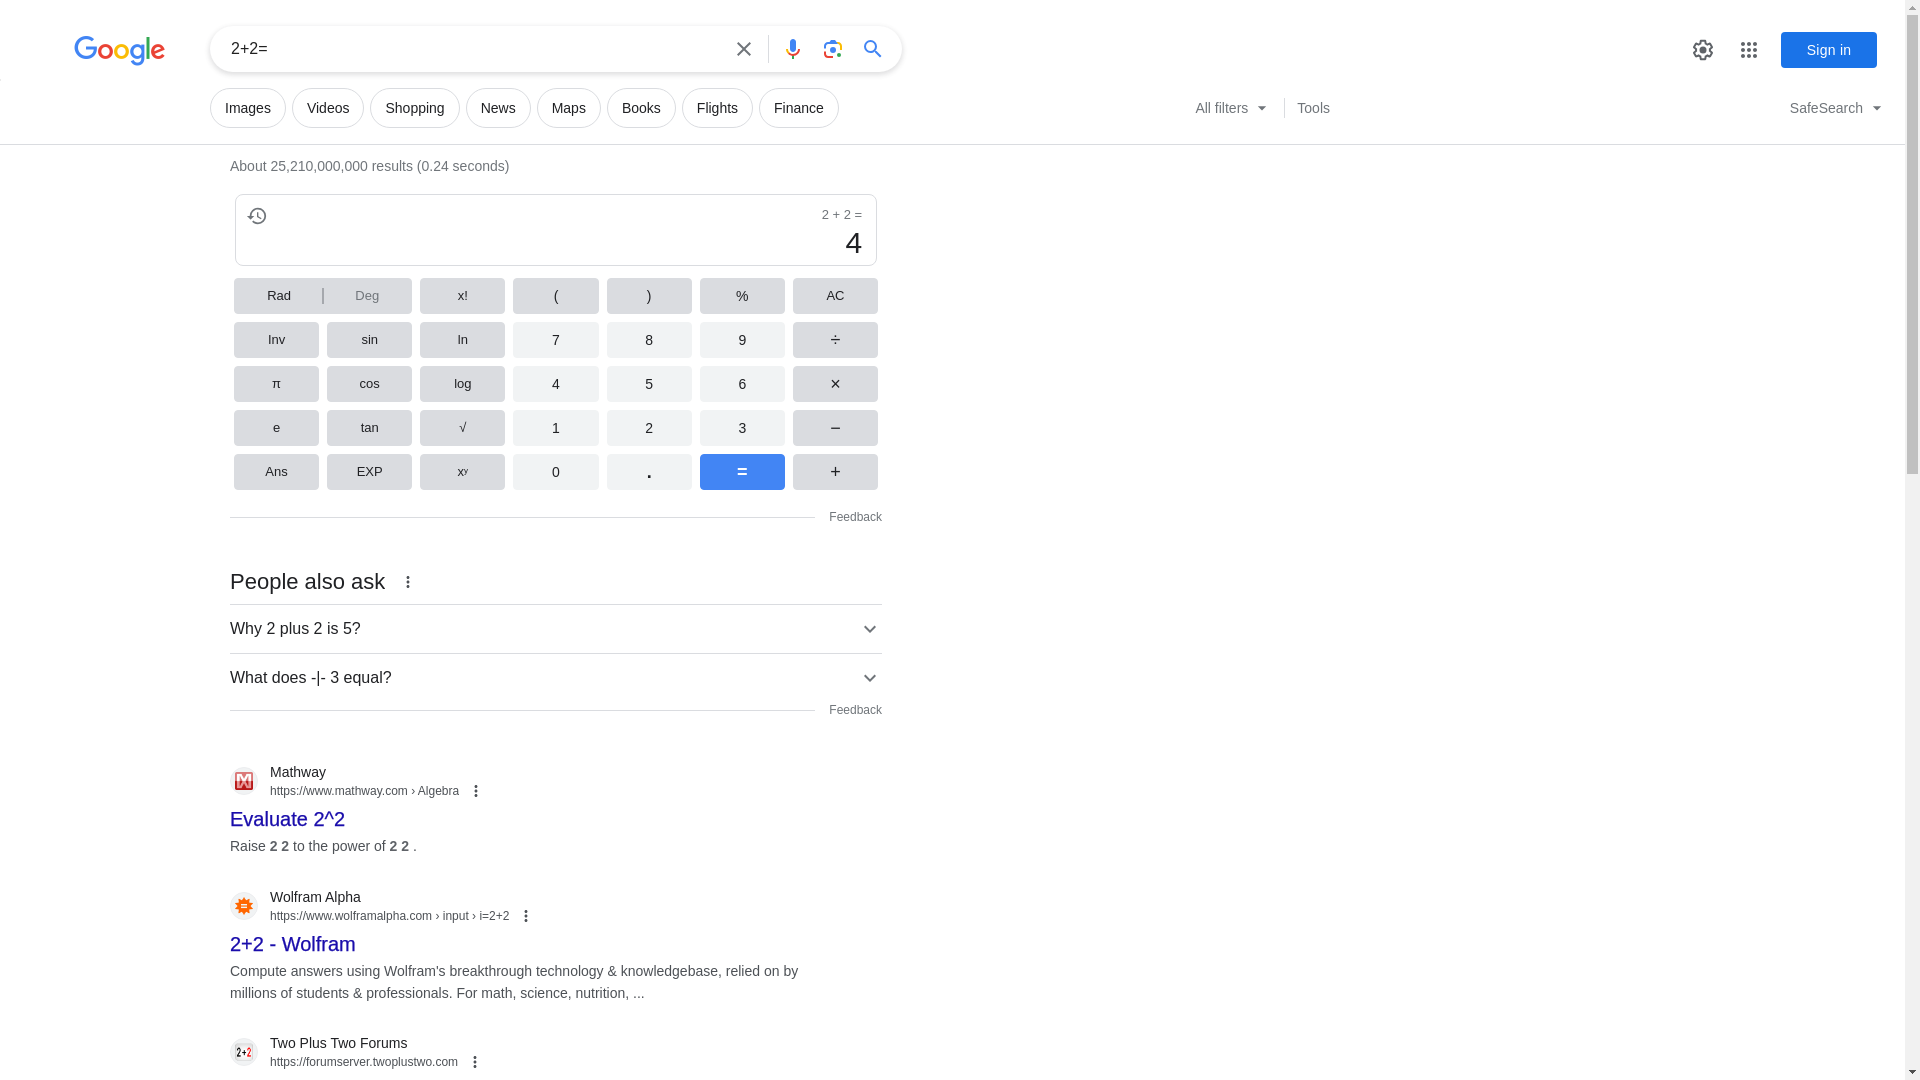 Google
2+2=
Sign in
Images Videos Shopping News Maps Books Flights Finance All filters Tools SafeSearch
About 25,210,000,000 results (0.24 seconds)
2 + 2 =
4
Rad | Deg x! ( ) % AC
Inv sin ln 7 8 9 ÷
π cos log 4 5 6 ×
e tan √ 1 2 3 −
Ans EXP xʸ 0 . = +
Feedback
People also ask
Why 2 plus 2 is 5?
What does -|- 3 equal?
Feedback
Mathway
https://www.mathway.com › Algebra
Evaluate 2^2
Raise 2 2 to the power of 2 2 .
Wolfram Alpha
https://www.wolframalpha.com › input › i=2+2
2+2 - Wolfram
Compute answers using Wolfram's breakthrough technology & knowledgebase, relied on by
millions of students & professionals. For math, science, nutrition, ...
2+2
Two Plus Two Forums
https://forumserver.twoplustwo.com